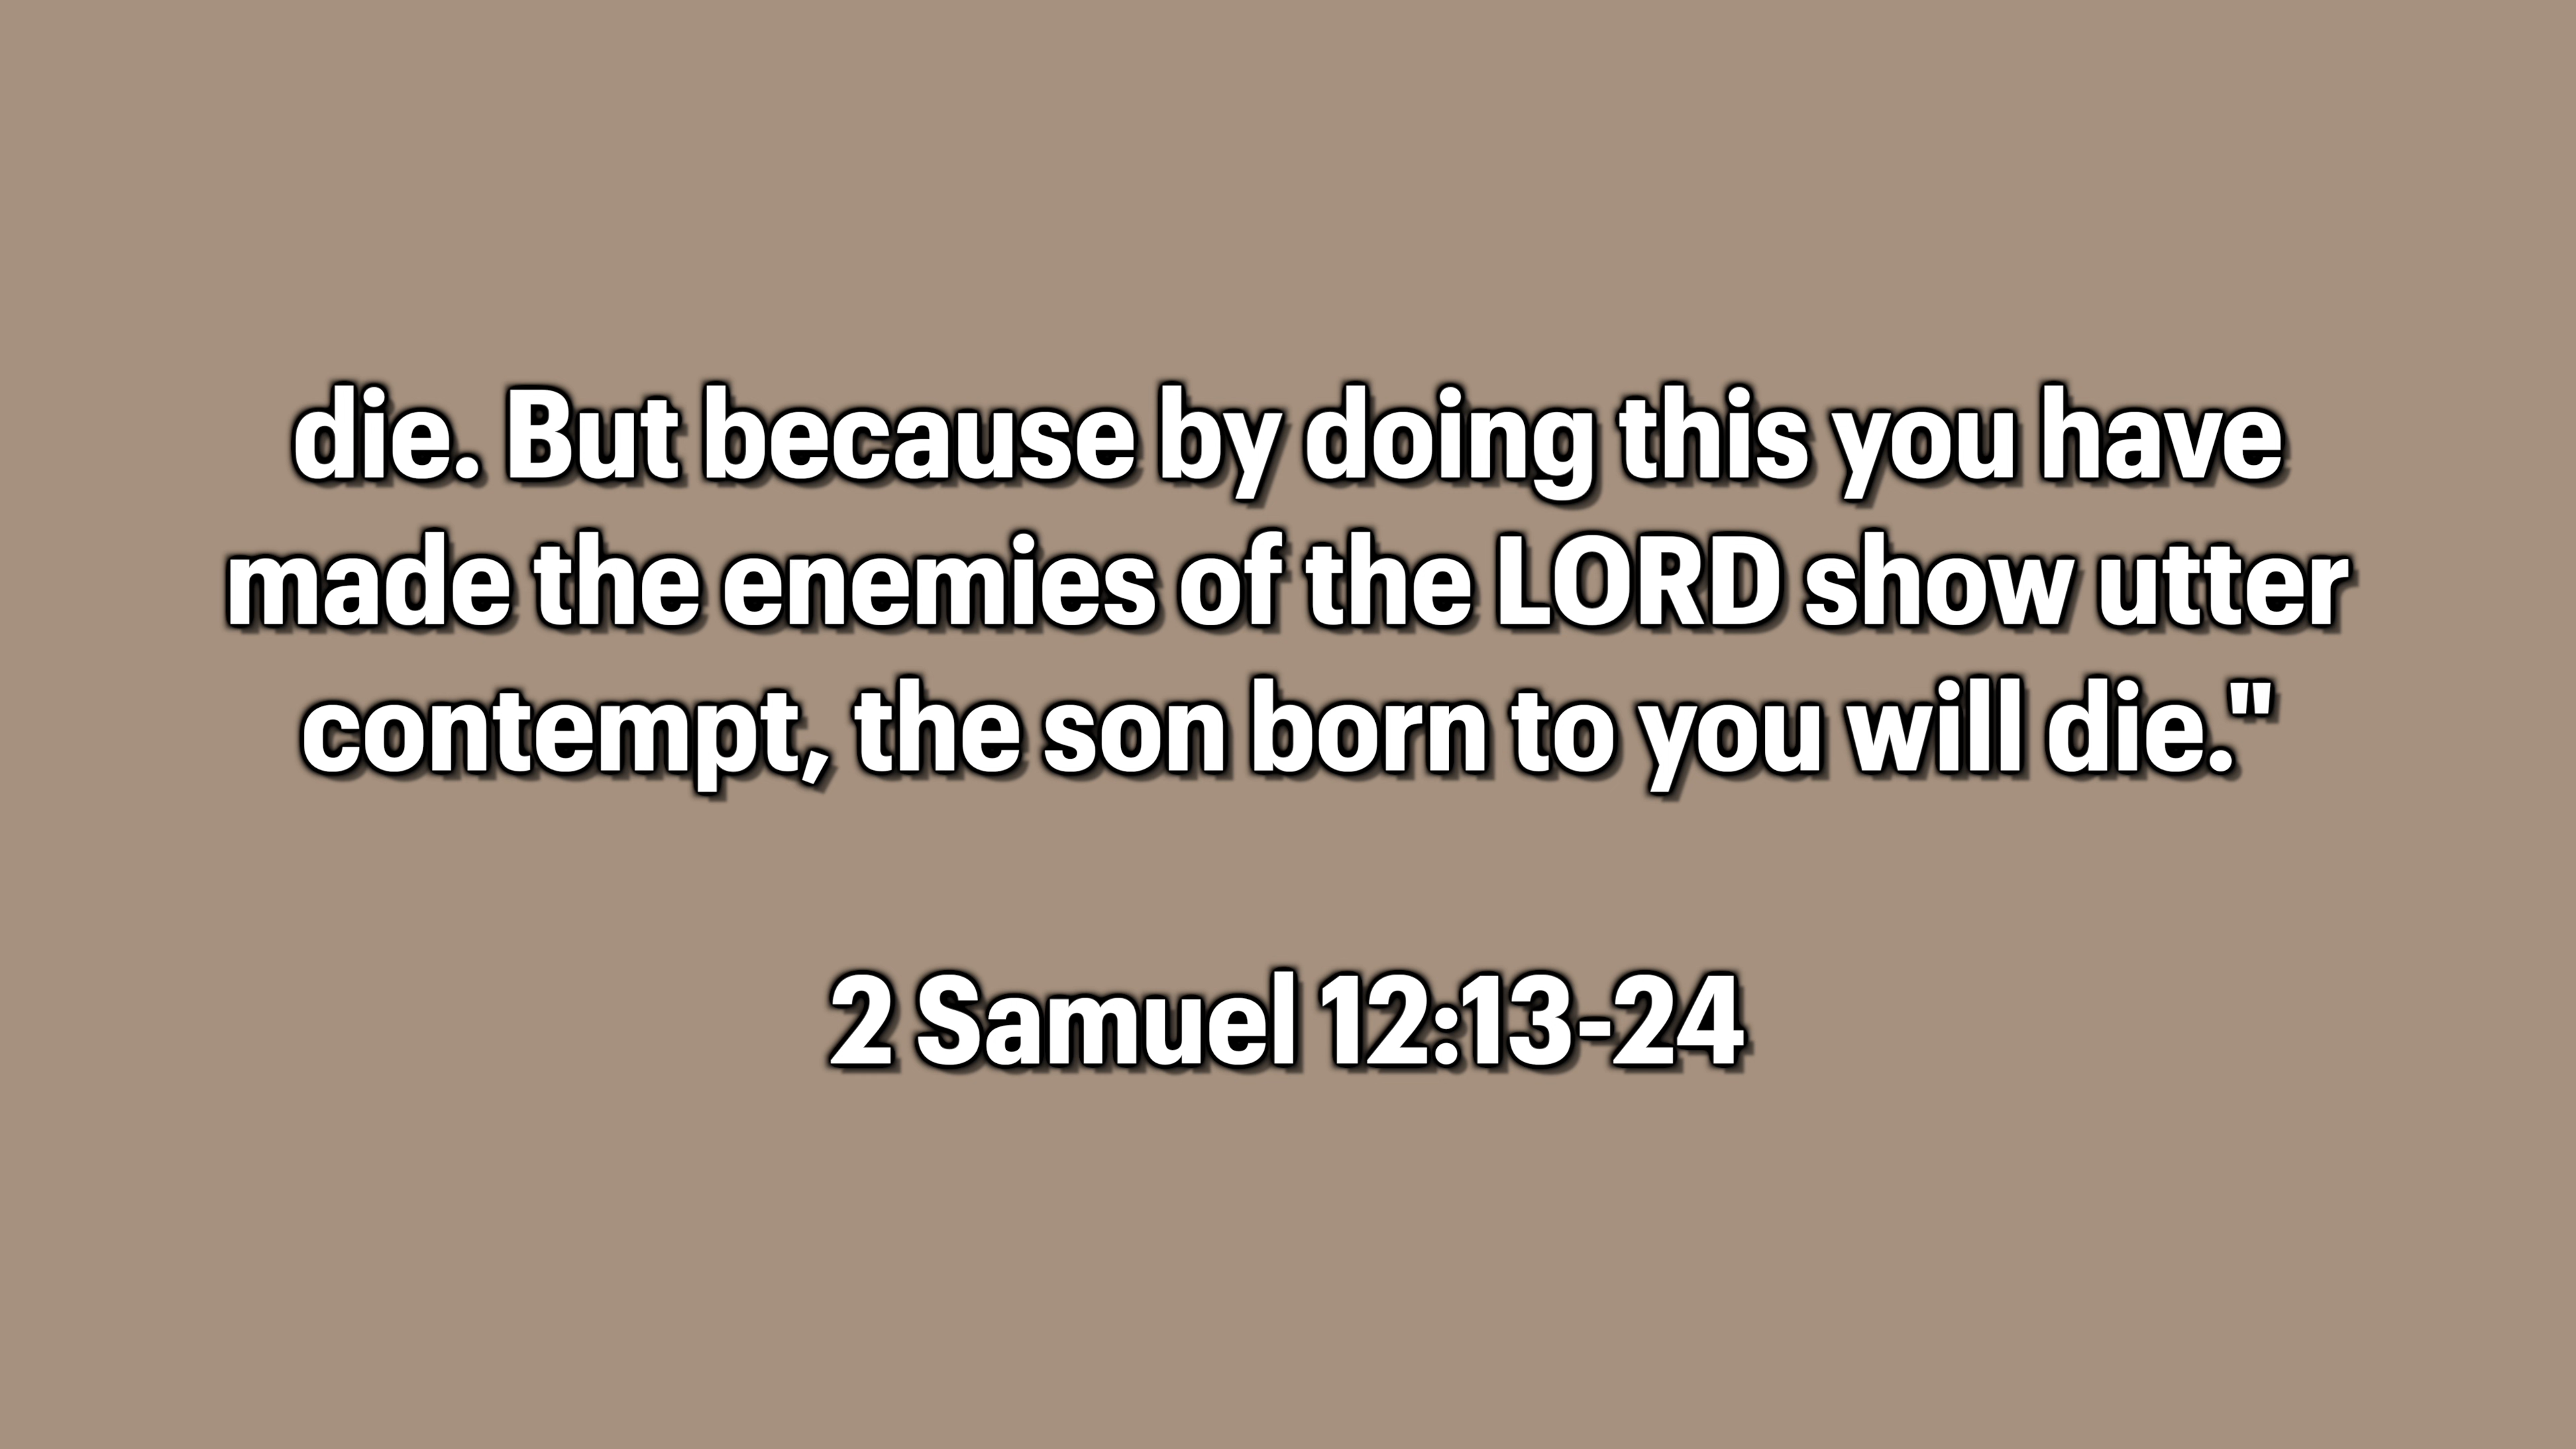 die. But because by doing this you have
made the enemies of the LORD show utter
contempt, the son born to you will die."
2 Samuel 12:13-24